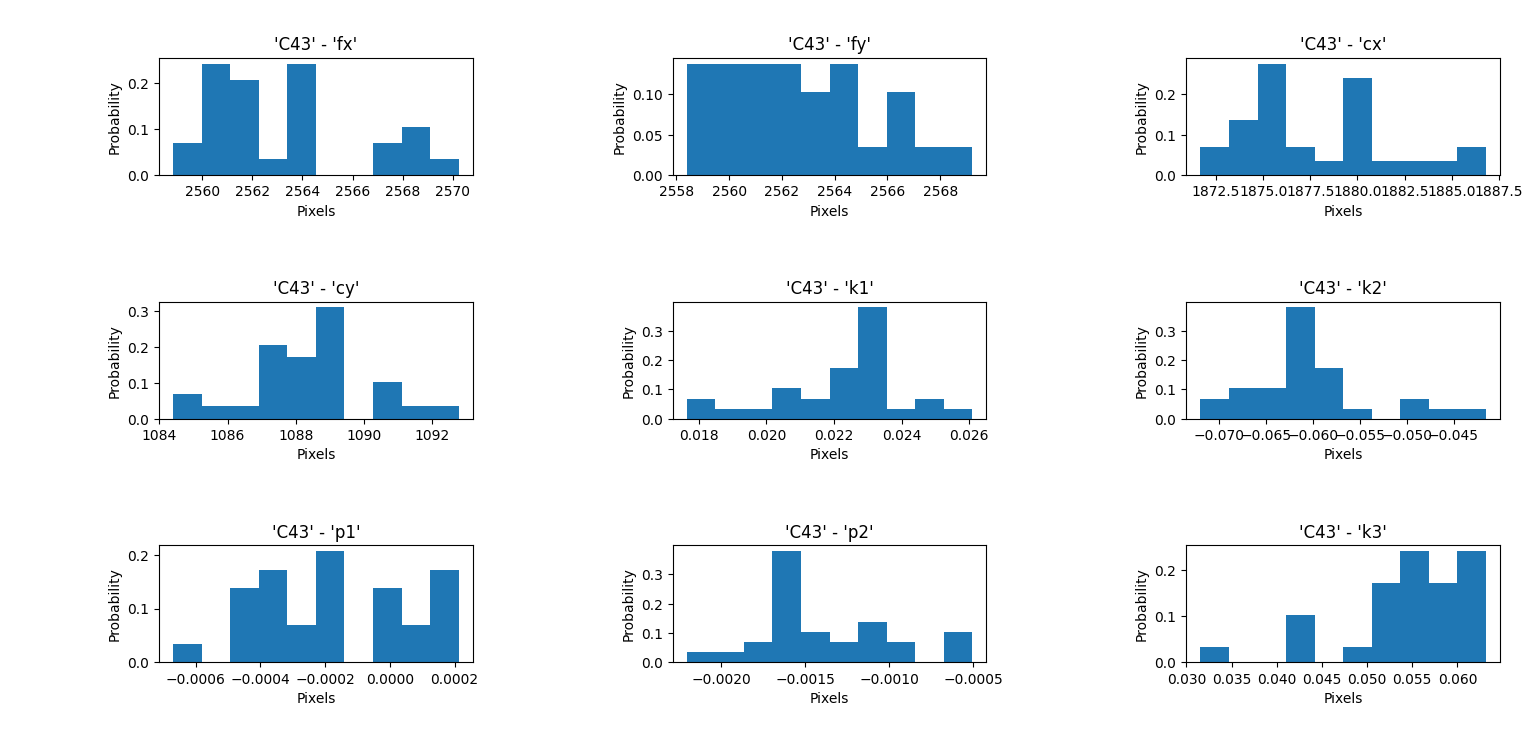 'C43' - 'fx'
Probability
0.2
0.1
0.0
2560 2562 2564 2566 2568 2570
Pixels
'C43' - 'fy'
Probability
0.10
0.05
0.00
2558 2560 2562 2564 2566 2568
Pixels
'C43' - 'cx'
Probability
0.2
0.1
0.0
1872.5 1875.0 1877.5 1880.0 1882.5 1885.0 1887.5
Pixels
'C43' - 'cy'
Probability
0.3
0.2
0.1
0.0
1084 1086 1088 1090 1092
Pixels
'C43' - 'k1'
Probability
0.3
0.2
0.1
0.0
0.018 0.020 0.022 0.024 0.026
Pixels
'C43' - 'k2'
Probability
0.3
0.2
0.1
0.0
−0.070 −0.065 −0.060 −0.055 −0.050 −0.045
Pixels
'C43' - 'p1'
Probability
0.2
0.1
0.0
−0.0006 −0.0004 −0.0002 0.0000 0.0002
Pixels
'C43' - 'p2'
Probability
0.3
0.2
0.1
0.0
−0.0020 −0.0015 −0.0010 −0.0005
Pixels
'C43' - 'k3'
Probability
0.2
0.1
0.0
0.030 0.035 0.040 0.045 0.050 0.055 0.060
Pixels